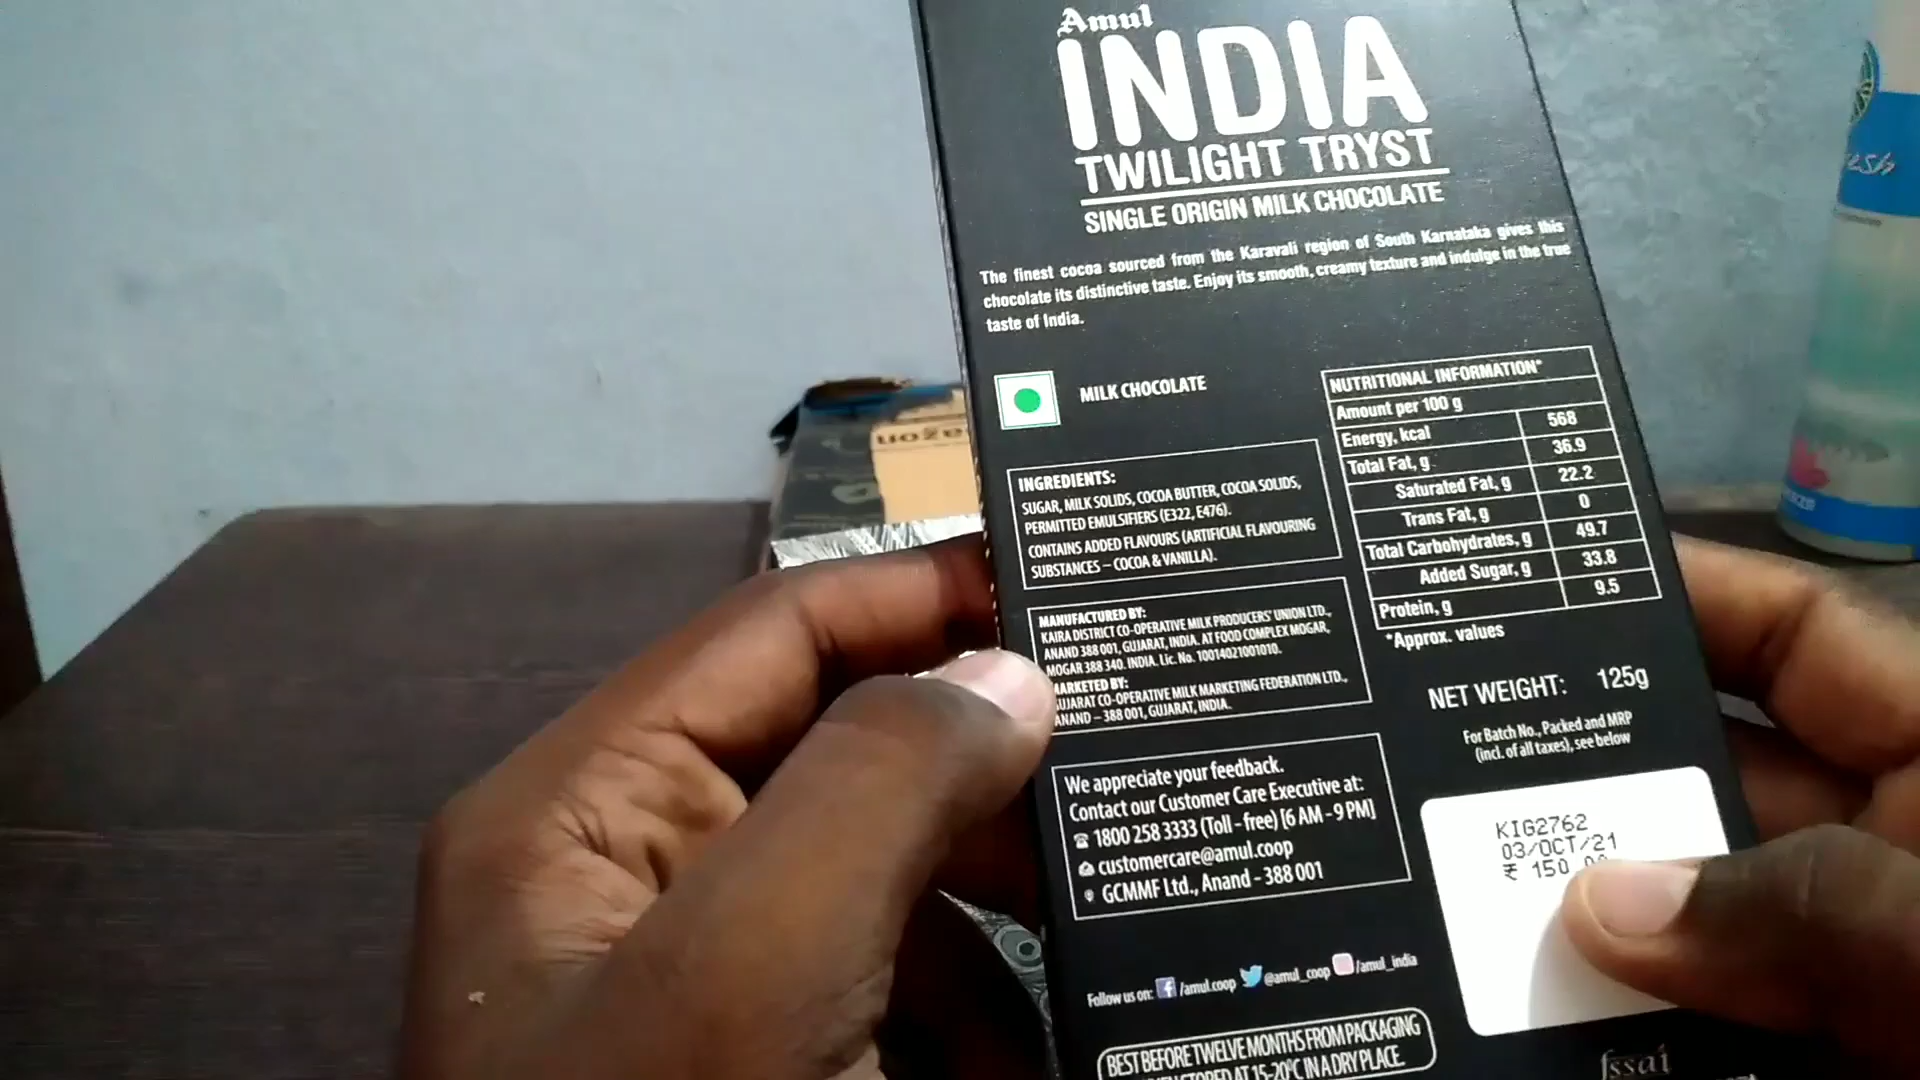 Amul
INDIA
TWILIGHT TRYST
SINGLE ORIGIN MILK CHOCOLATE
The finest cocoa sourced from the Karavali region of South Karnataka gives this
chocolate its distinctive taste. Enjoy its smooth, creamy texture and indulge in the true
taste of India.
MILK CHOCOLATE
INGREDIENTS:
SUGAR, MILK SOLIDS, COCOA BUTTER, COCOA SOLIDS,
PERMITTED EMULSIFIERS (E322, E476).
CONTAINS ADDED FLAVOURS (ARTIFICIAL FLAVOURING
SUBSTANCES – COCOA & VANILLA).
MANUFACTURED BY:
KAIRA DISTRICT CO-OPERATIVE MILK PRODUCERS' UNION LTD.,
ANAND 388 001, GUJARAT, INDIA. AT FOOD COMPLEX MOGAR,
MOGAR 388 340. INDIA. Lic. No. 10014021001010.
MARKETED BY:
GUJARAT CO-OPERATIVE MILK MARKETING FEDERATION LTD.,
ANAND – 388 001, GUJARAT, INDIA.
We appreciate your feedback.
Contact our Customer Care Executive at:
1800 258 3333 (Toll - free) [6 AM - 9 PM]
customercare@amul.coop
GCMMF Ltd., Anand - 388 001
Follow us on: f /amul.coop @amul_coop /amul_india
BEST BEFORE TWELVE MONTHS FROM PACKAGING
STORED AT 15-20°C IN A DRY PLACE.
NUTRITIONAL INFORMATION*
Amount per 100 g
Energy, kcal 568
Total Fat, g 36.9
Saturated Fat, g 22.2
Trans Fat, g 0
Total Carbohydrates, g 49.7
Added Sugar, g 33.8
Protein, g 9.5
*Approx. values
NET WEIGHT: 125g
For Batch No., Packed and MRP
(incl. of all taxes), see below
KIG2762
03/OCT/21
₹ 150
fssai